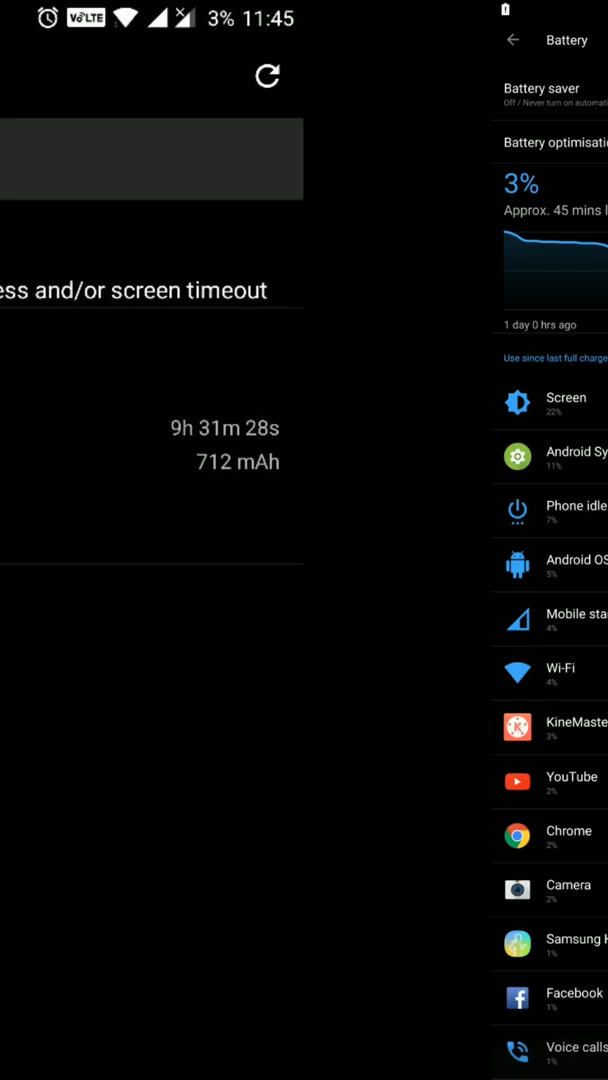 VoLTE 3% 11:45
ess and/or screen timeout
9h 31m 28s
712 mAh
Battery
Battery saver
Off / Never turn on automati
Battery optimisati
3%
Approx. 45 mins l
1 day 0 hrs ago
Use since last full charge
Screen
22%
Android Sy
11%
Phone idle
7%
Android OS
5%
Mobile sta
4%
Wi-Fi
4%
KineMaste
3%
YouTube
2%
Chrome
2%
Camera
2%
Samsung H
1%
Facebook
1%
Voice calls
1%